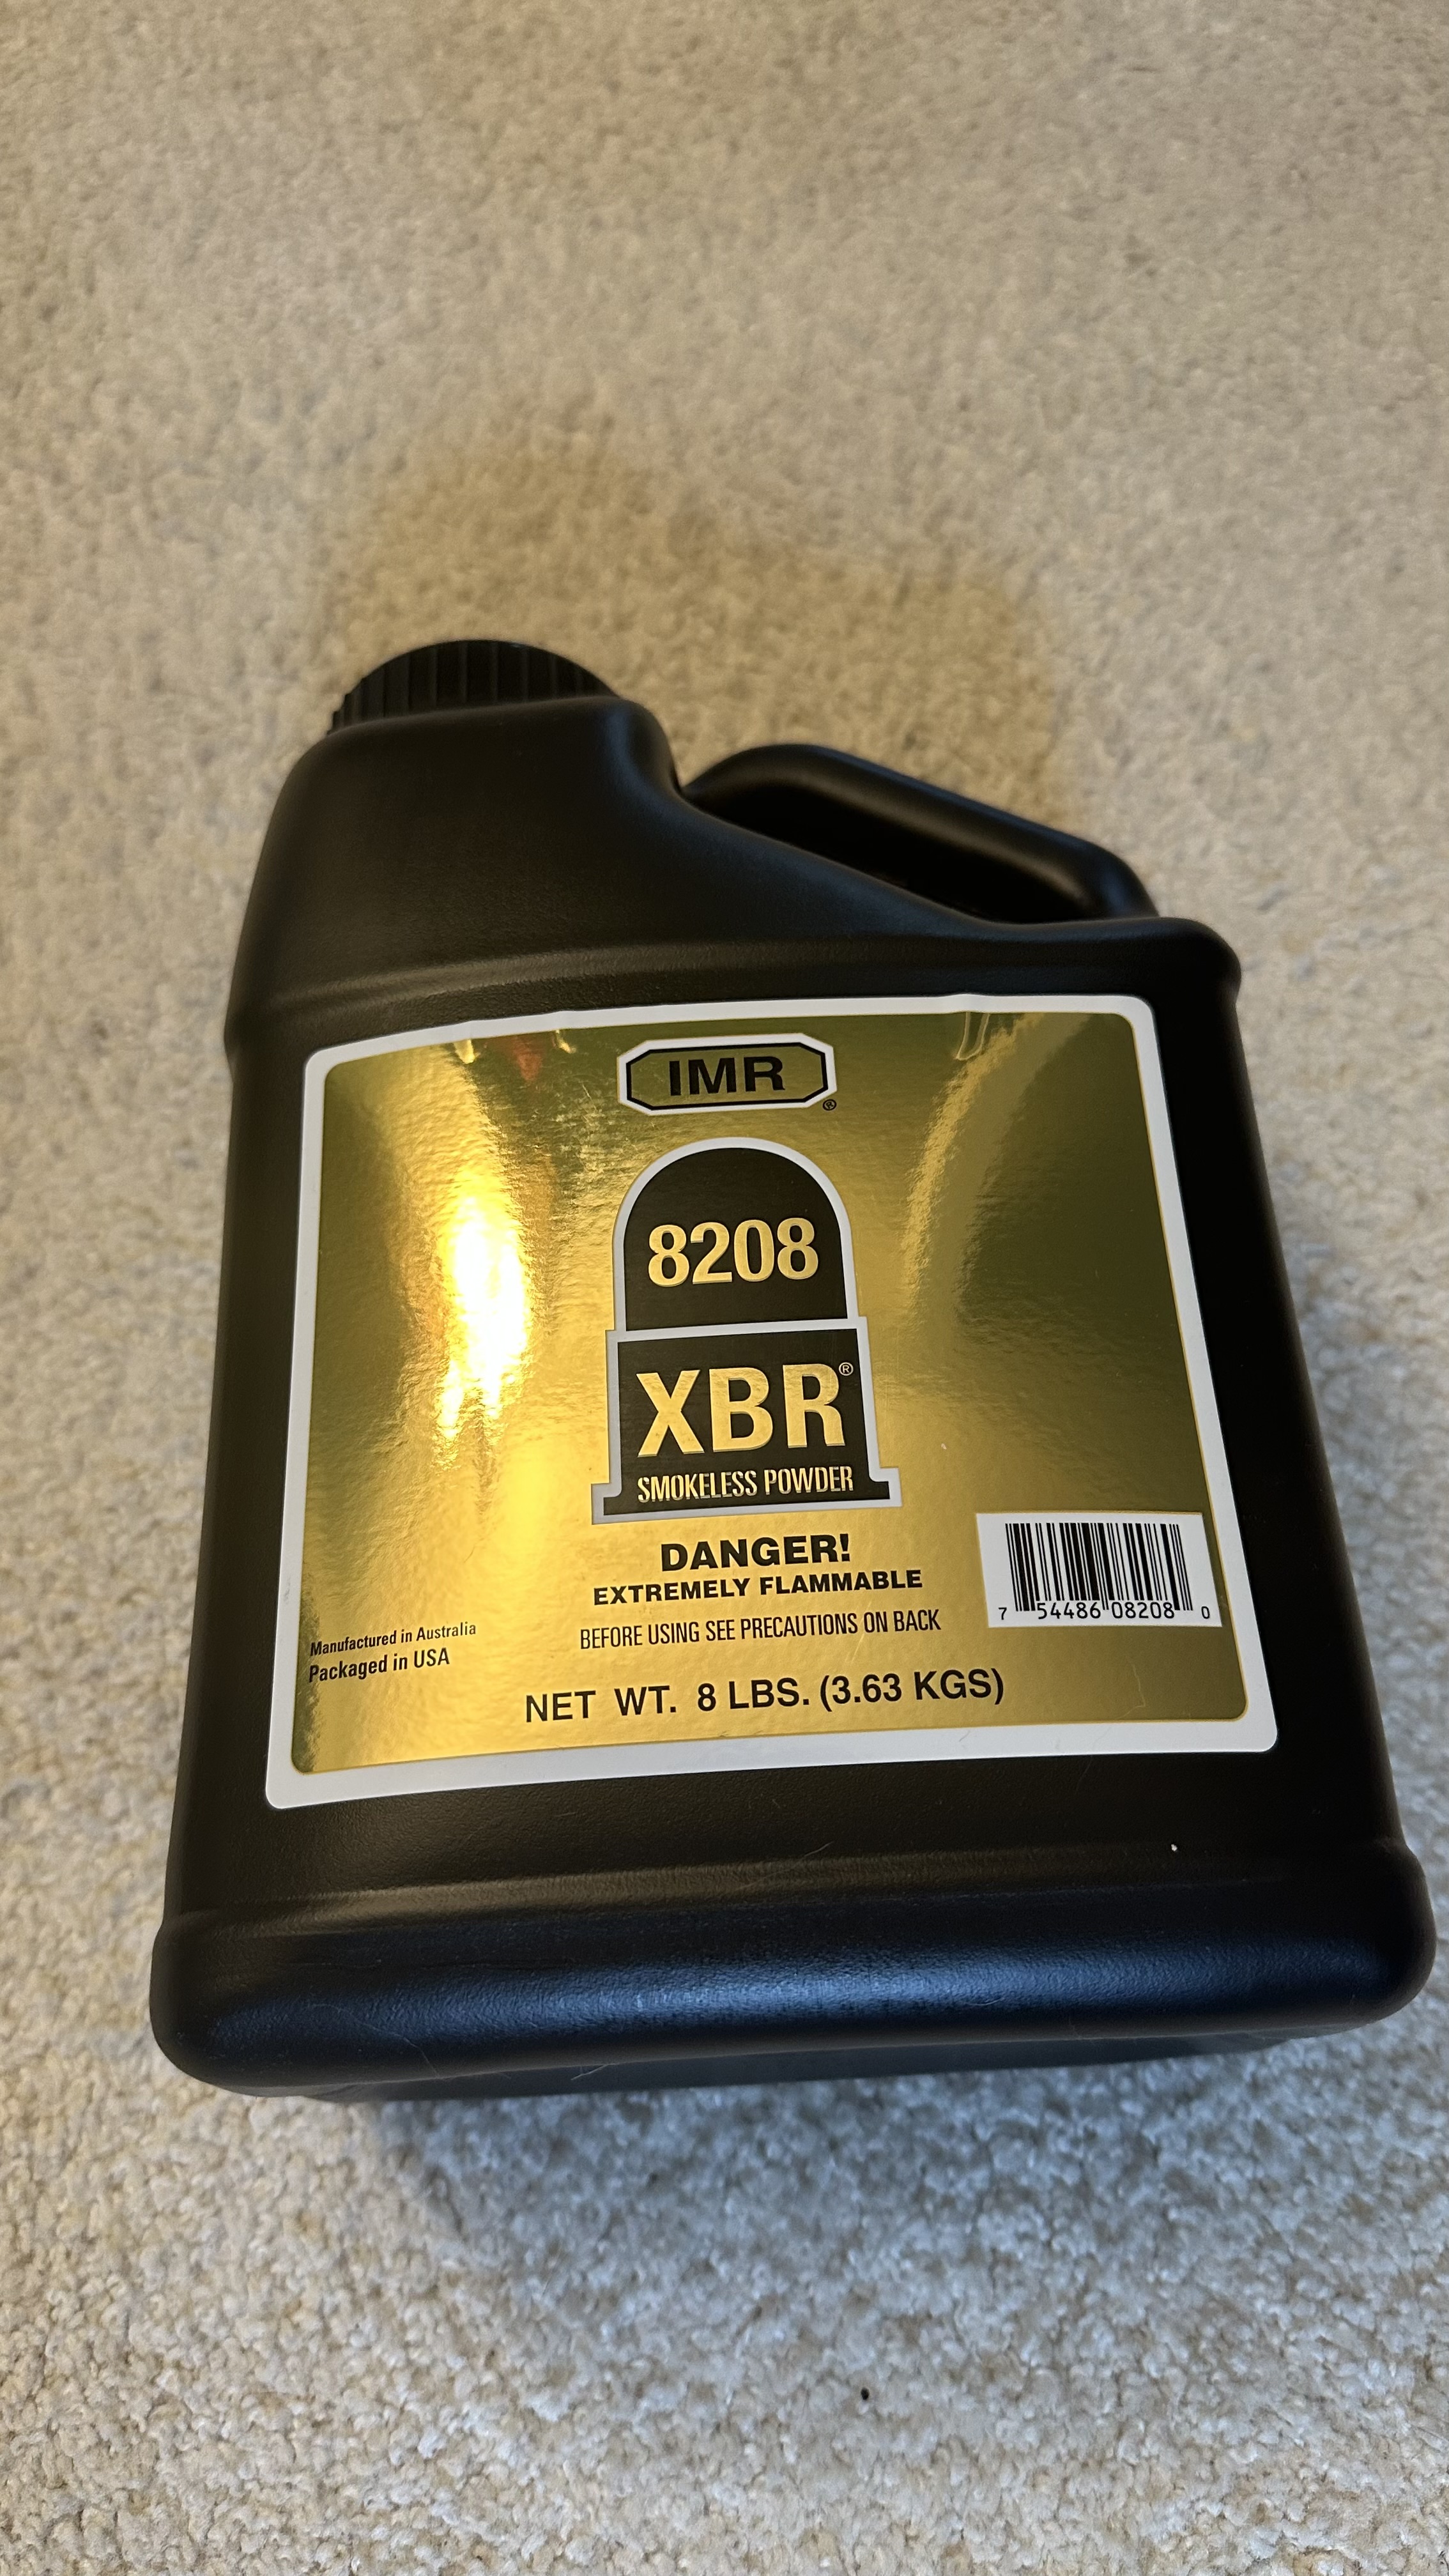 IMR
®
8208
XBR®
SMOKELESS POWDER
DANGER!
EXTREMELY FLAMMABLE
BEFORE USING SEE PRECAUTIONS ON BACK
Manufactured in Australia
Packaged in USA
NET WT. 8 LBS. (3.63 KGS)
7 54486 08208 0